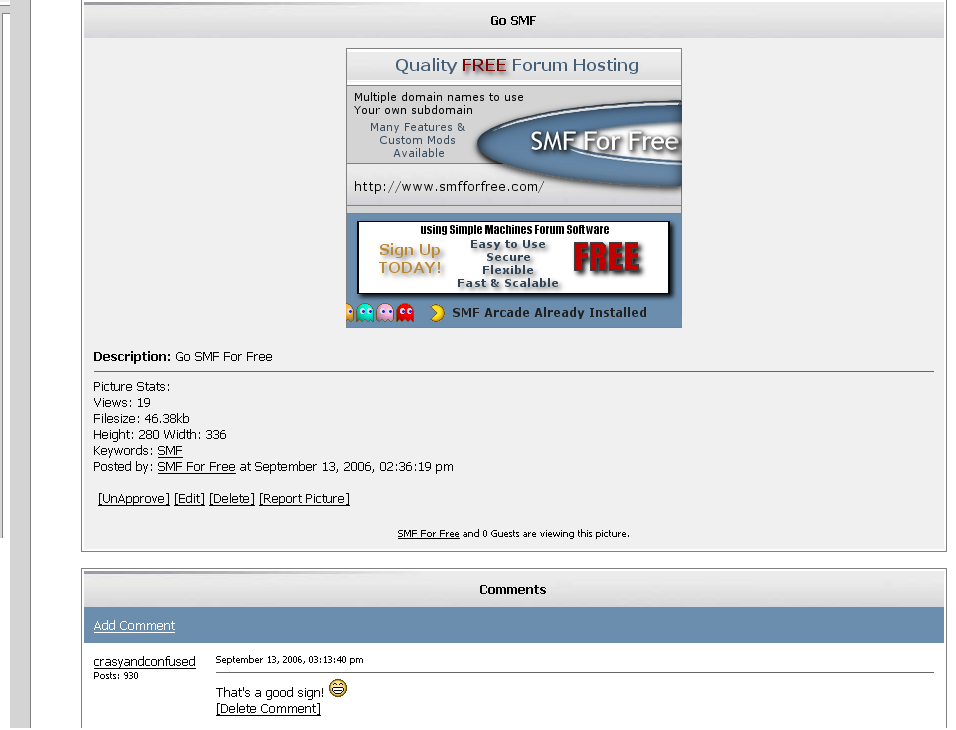 Go SMF
Quality FREE Forum Hosting
Multiple domain names to use
Your own subdomain
Many Features &
Custom Mods
Available
SMF For Free
http://www.smfforfree.com/
using Simple Machines Forum Software
Sign Up
TODAY!
Easy to Use
Secure
Flexible
Fast & Scalable
FREE
SMF Arcade Already Installed
Description: Go SMF For Free
Picture Stats:
Views: 19
Filesize: 46.38kb
Height: 280 Width: 336
Keywords: SMF
Posted by: SMF For Free at September 13, 2006, 02:36:19 pm
[UnApprove] [Edit] [Delete] [Report Picture]
SMF For Free and 0 Guests are viewing this picture.
Comments
Add Comment
crasyandconfused
Posts: 930
September 13, 2006, 03:13:40 pm
That's a good sign!
[Delete Comment]